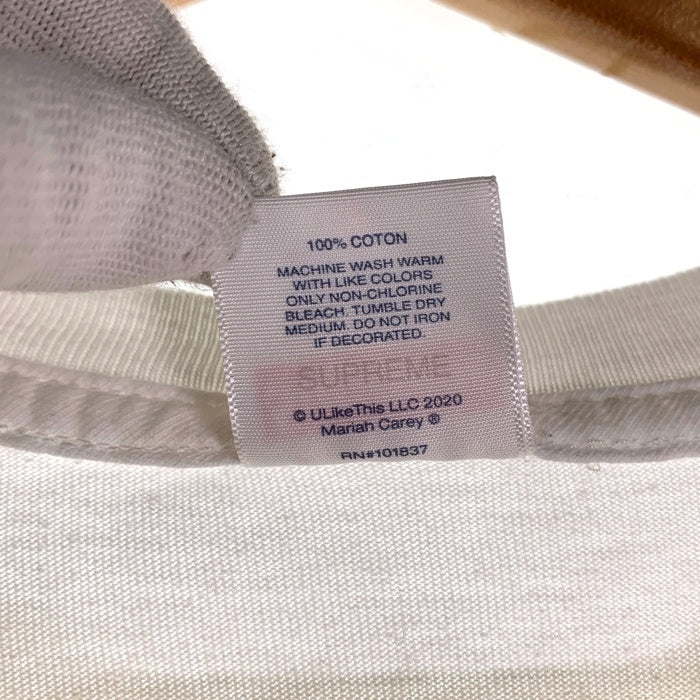 100% COTON
MACHINE WASH WARM
WITH LIKE COLORS
ONLY NON-CHLORINE
BLEACH. TUMBLE DRY
MEDIUM. DO NOT IRON
IF DECORATED
SUPREME
© ULikeThis LLC 2020
Mariah Carey ®
RN#101837